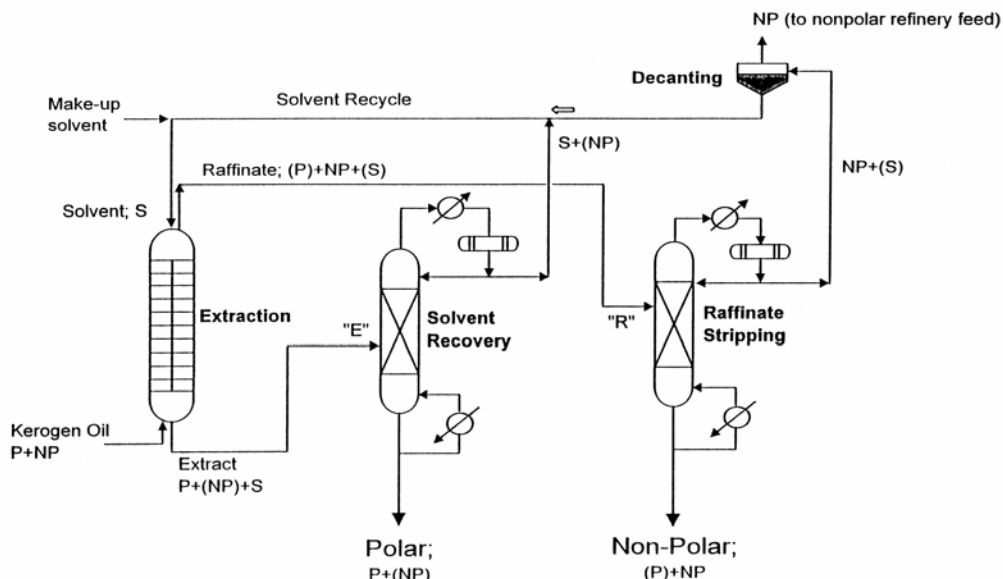 NP (to nonpolar refinery feed)
Decanting
Solvent Recycle
Make-up
solvent
S+(NP)
NP+(S)
Raffinate; (P)+NP+(S)
Solvent; S
Extraction
"E"
Solvent
Recovery
"R"
Raffinate
Stripping
Kerogen Oil
P+NP
Extract
P+(NP)+S
Polar;
P+(NP)
Non-Polar;
(P)+NP